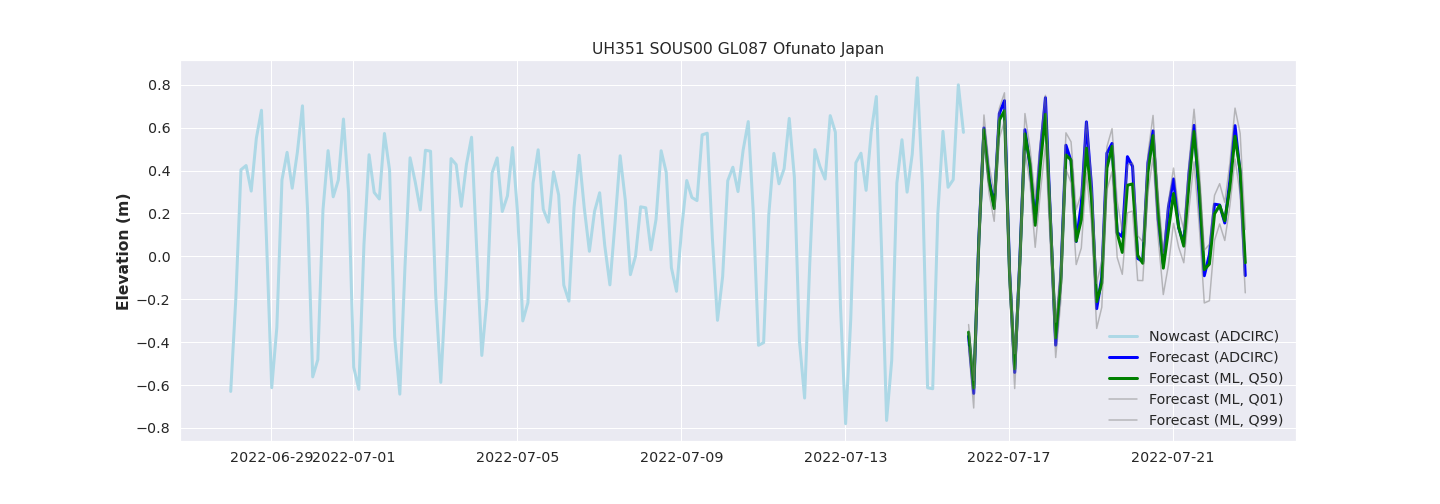 UH351 SOUS00 GL087 Ofunato Japan
Elevation (m)
0.8
0.6
0.4
0.2
0.0
−0.2
−0.4
−0.6
−0.8
Nowcast (ADCIRC)
Forecast (ADCIRC)
Forecast (ML, Q50)
Forecast (ML, Q01)
Forecast (ML, Q99)
2022-06-29 2022-07-01 2022-07-05 2022-07-09 2022-07-13 2022-07-17 2022-07-21